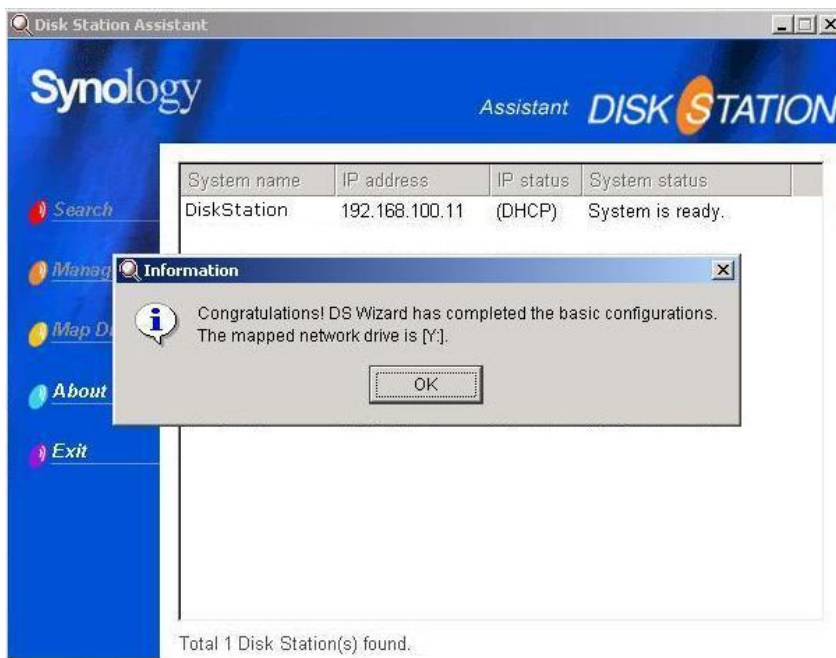 Disk Station Assistant
Synology
Assistant DISK STATION
System name IP address IP status System status
DiskStation 192.168.100.11 (DHCP) System is ready.
Search
Manag
Information
Congratulations! DS Wizard has completed the basic configurations.
The mapped network drive is [Y:].
OK
Map D
About
Exit
Total 1 Disk Station(s) found.